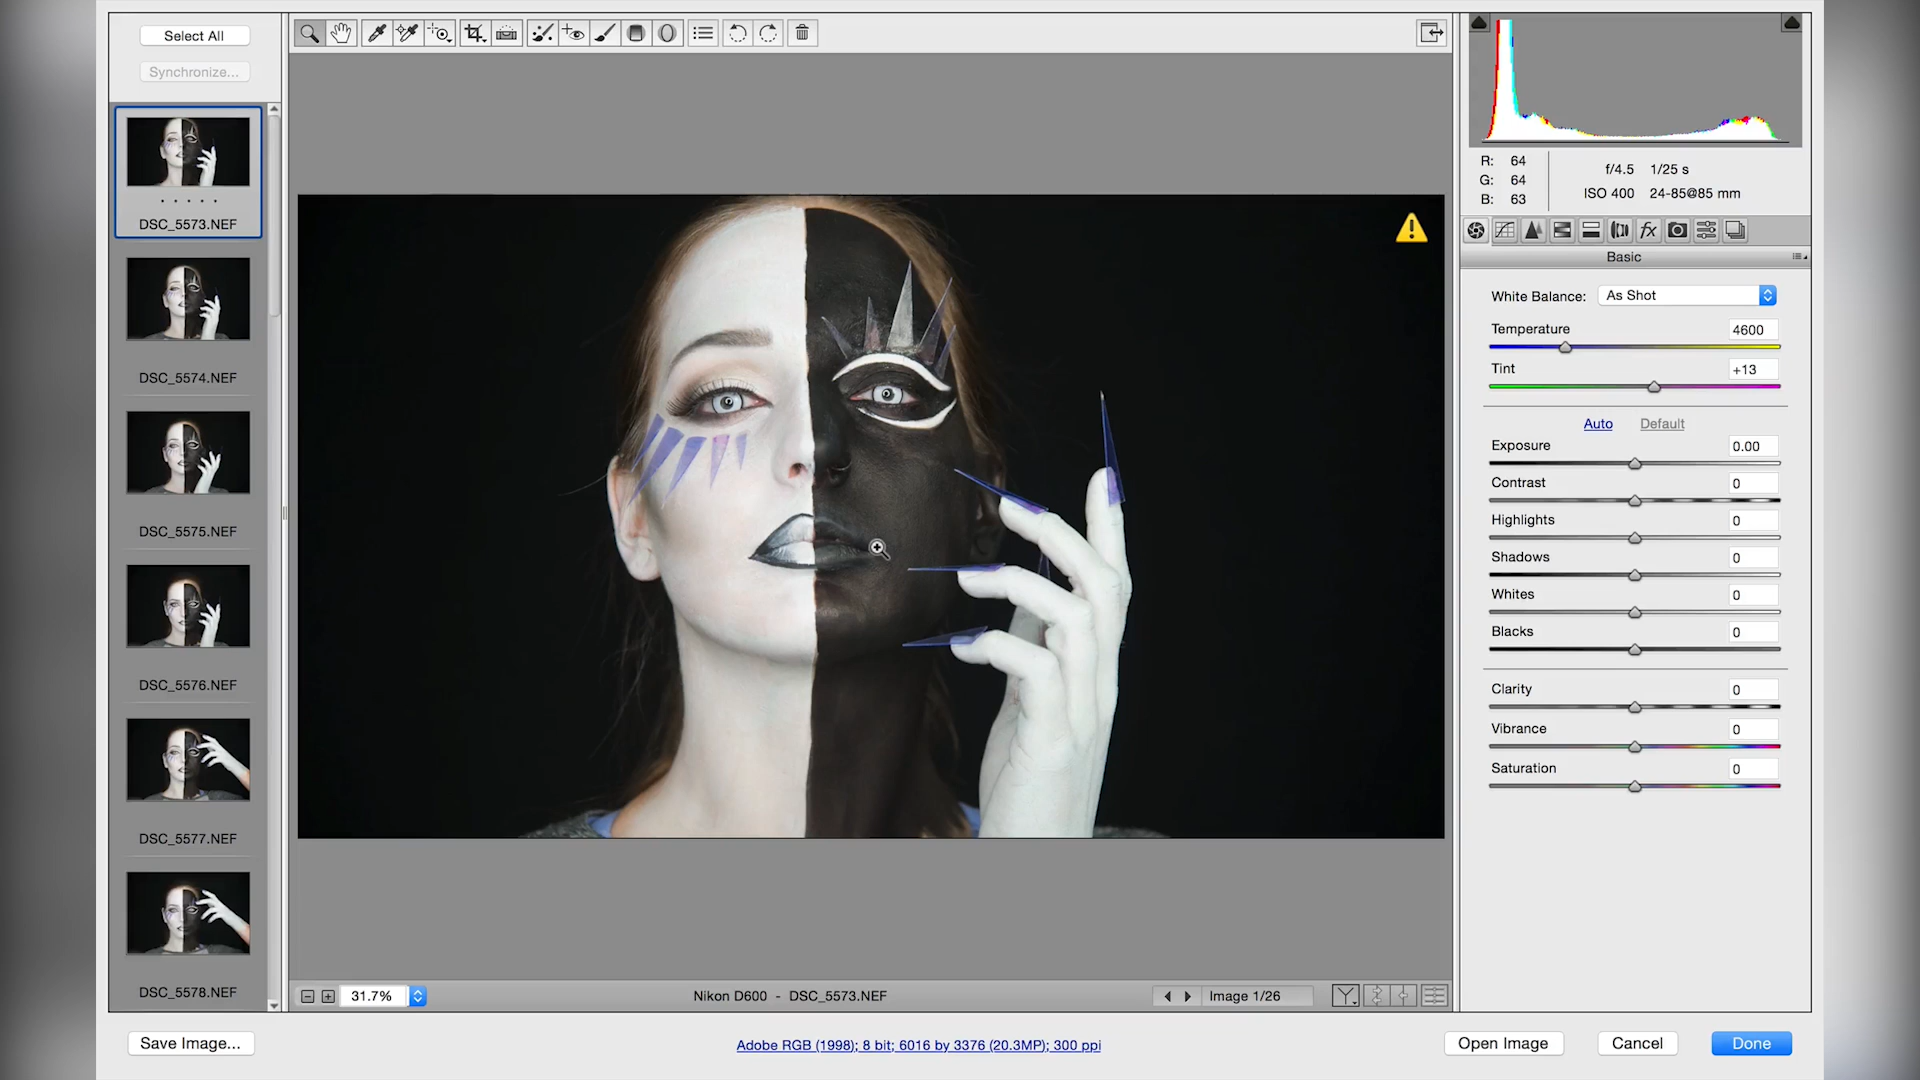 Select All
Synchronize...
DSC_5573.NEF
DSC_5574.NEF
DSC_5575.NEF
DSC_5576.NEF
DSC_5577.NEF
DSC_5578.NEF
31.7%
Nikon D600 - DSC_5573.NEF
Image 1/26
R: 64
G: 64
B: 63
f/4.5 1/25 s
ISO 400 24-85@85 mm
fx
Basic
White Balance: As Shot
Temperature 4600
Tint +13
Auto Default
Exposure 0.00
Contrast 0
Highlights 0
Shadows 0
Whites 0
Blacks 0
Clarity 0
Vibrance 0
Saturation 0
Save Image...
Adobe RGB (1998); 8 bit; 6016 by 3376 (20.3MP); 300 ppi
Open Image
Cancel
Done